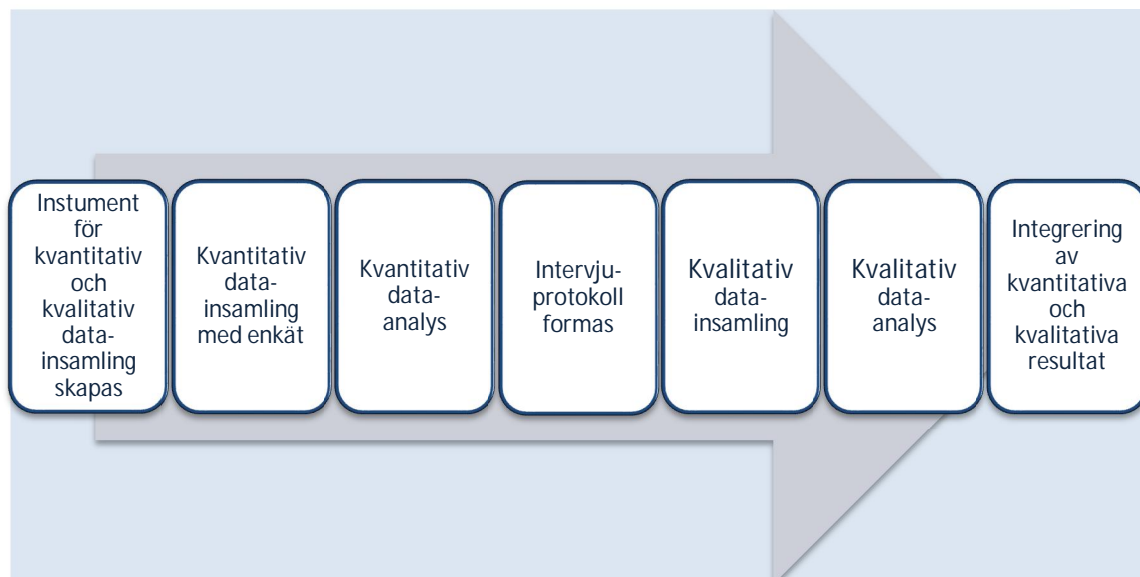 Instument
för
kvantitativ
och
kvalitativ
data-
insamling
skapas
Kvantitativ
data-
insamling
med enkät
Kvantitativ
data-
analys
Intervju-
protokoll
formas
Kvalitativ
data-
insamling
Kvalitativ
data-
analys
Integrering
av
kvantitativa
och
kvalitativa
resultat